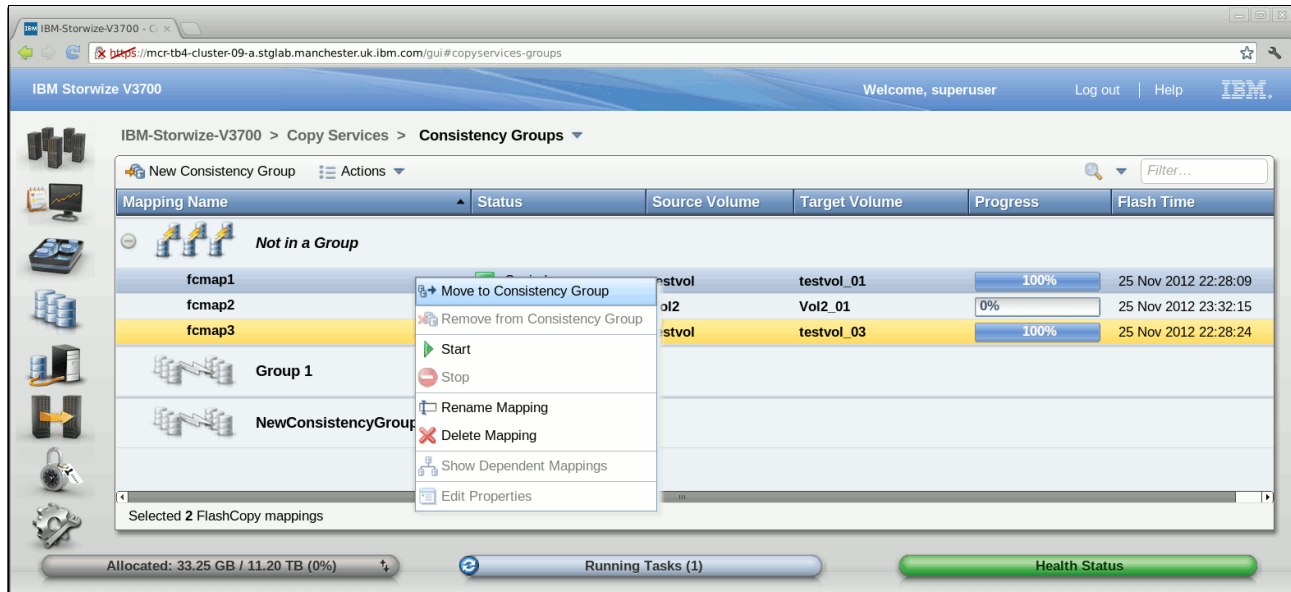 IBM-Storwize-V3700 - C
https://mcr-tb4-cluster-09-a.stglab.manchester.uk.ibm.com/gui#copyservices-groups
IBM Storwize V3700 Welcome, superuser Log out | Help IBM.
IBM-Storwize-V3700 > Copy Services > Consistency Groups
New Consistency Group Actions Filter...
Mapping Name Status Source Volume Target Volume Progress Flash Time
Not in a Group
fcmap1 estvol testvol_01 100% 25 Nov 2012 22:28:09
Move to Consistency Group
fcmap2 ol2 Vol2_01 0% 25 Nov 2012 23:32:15
Remove from Consistency Group
fcmap3 estvol testvol_03 100% 25 Nov 2012 22:28:24
Start
Group 1
Stop
Rename Mapping
NewConsistencyGroup
Delete Mapping
Show Dependent Mappings
Edit Properties
Selected 2 FlashCopy mappings
Allocated: 33.25 GB / 11.20 TB (0%) Running Tasks (1) Health Status